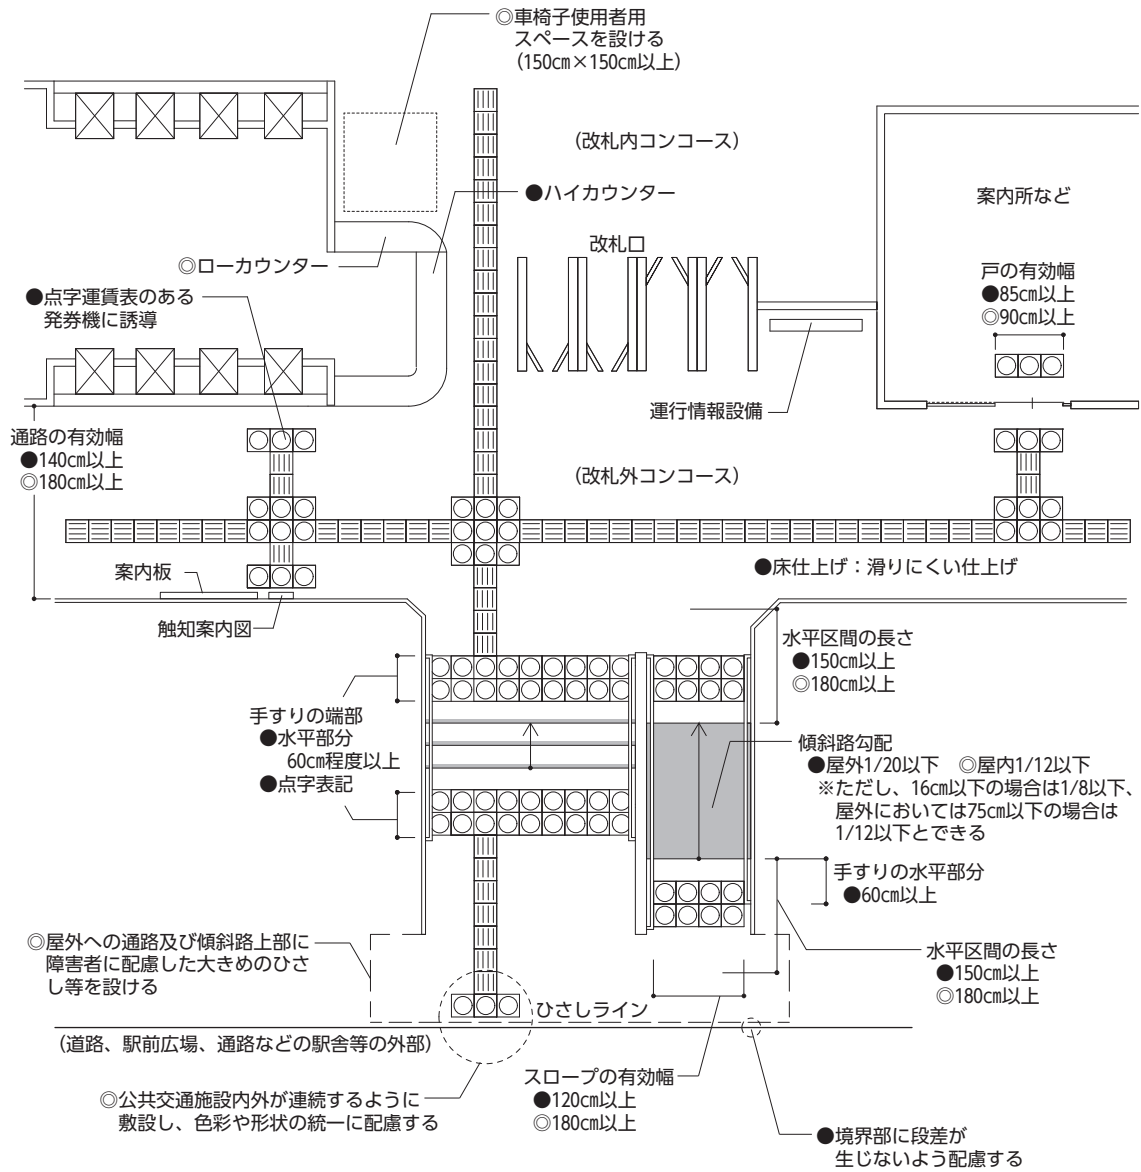 ◎車椅子使用者用
スペースを設ける
(150㎝×150㎝以上)
(改札内コンコース)
●ハイカウンター
案内所など
改札口
◎ローカウンター
戸の有効幅
●85㎝以上
◎90㎝以上
●点字運賃表のある
発券機に誘導
運行情報設備
通路の有効幅
●140㎝以上
◎180㎝以上
(改札外コンコース)
●床仕上げ：滑りにくい仕上げ
案内板
触知案内図
水平区間の長さ
●150㎝以上
◎180㎝以上
手すりの端部
●水平部分
60㎝程度以上
●点字表記
傾斜路勾配
●屋外1/20以下　◎屋内1/12以下
※ただし、16㎝以下の場合は1/8以下、
屋外においては75㎝以下の場合は
1/12以下とできる
手すりの水平部分
●60㎝以上
◎屋外への通路及び傾斜路上部に
障害者に配慮した大きめのひさ
し等を設ける
水平区間の長さ
●150㎝以上
◎180㎝以上
ひさしライン
(道路、駅前広場、通路などの駅舎等の外部)
スロープの有効幅
●120㎝以上
◎180㎝以上
◎公共交通施設内外が連続するように
敷設し、色彩や形状の統一に配慮する
●境界部に段差が
生じないよう配慮する